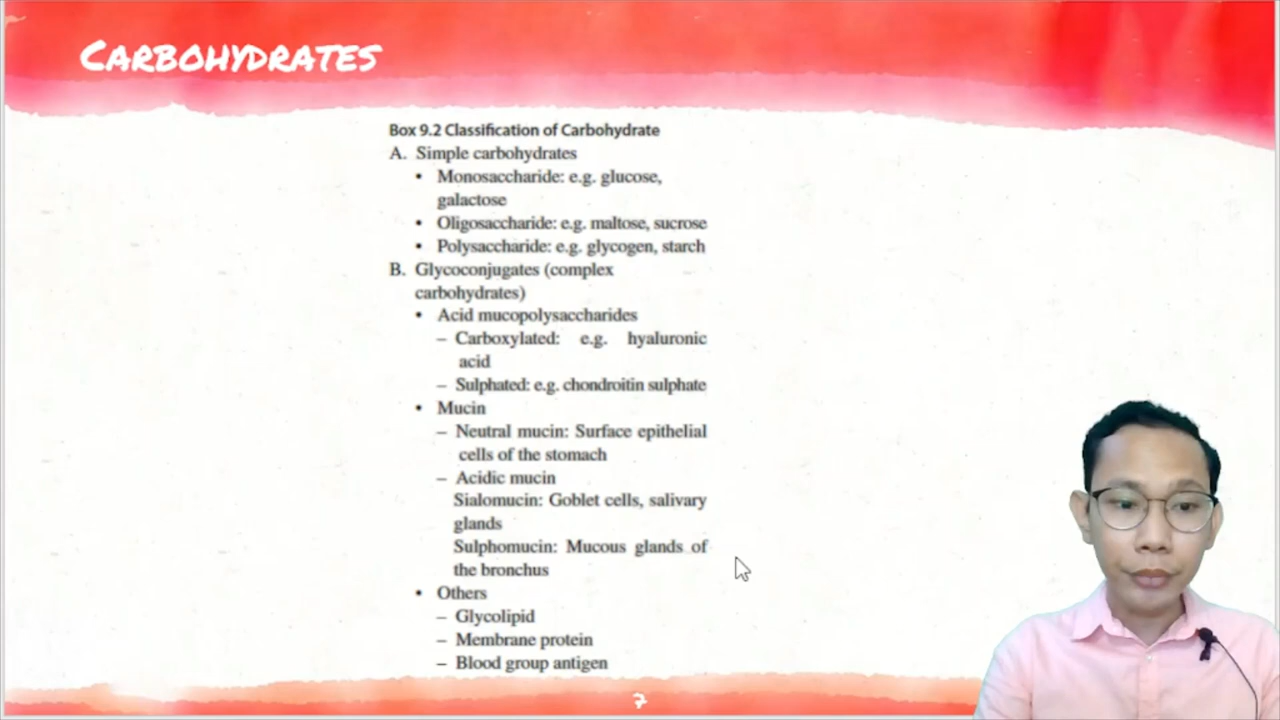 CARBOHYDRATES
Box 9.2 Classification of Carbohydrate
A. Simple carbohydrates
• Monosaccharide: e.g. glucose,
galactose
• Oligosaccharide: e.g. maltose, sucrose
• Polysaccharide: e.g. glycogen, starch
B. Glycoconjugates (complex
carbohydrates)
• Acid mucopolysaccharides
– Carboxylated: e.g. hyaluronic
acid
– Sulphated: e.g. chondroitin sulphate
• Mucin
– Neutral mucin: Surface epithelial
cells of the stomach
– Acidic mucin
Sialomucin: Goblet cells, salivary
glands
Sulphomucin: Mucous glands of
the bronchus
• Others
– Glycolipid
– Membrane protein
– Blood group antigen
7